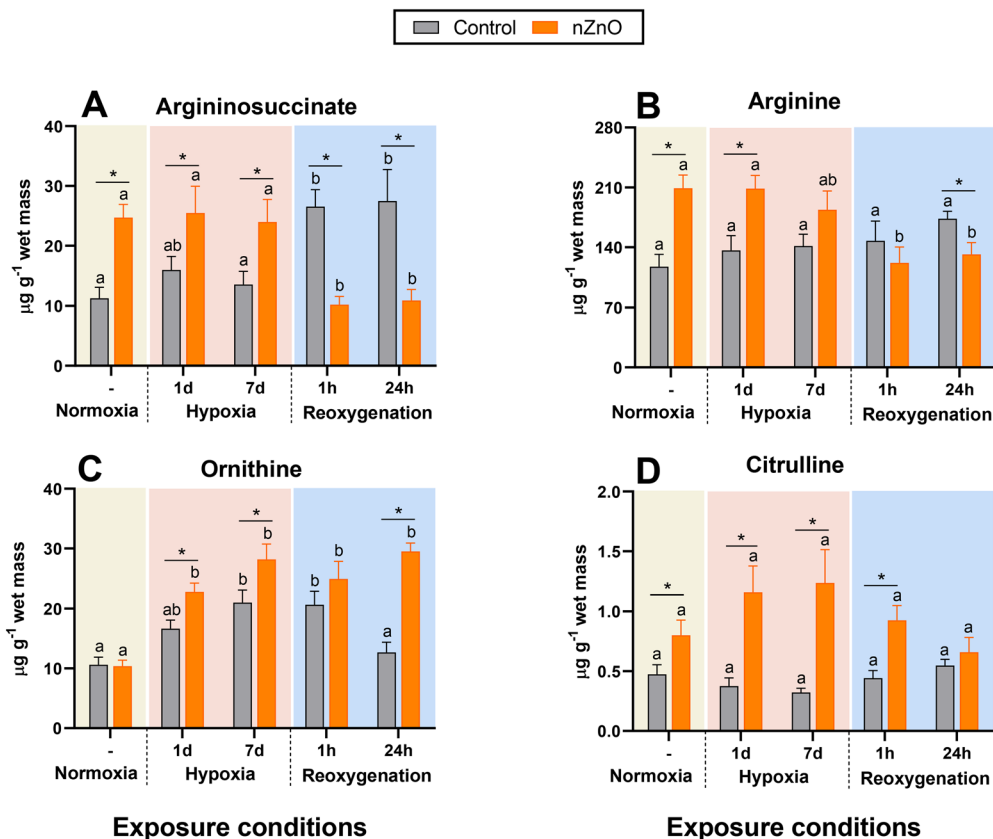 Control nZnO
A Argininosuccinate
µg g-1 wet mass
40
30
20
10
0
* * * * *
a a ab a a a b b b b
- 1d 7d 1h 24h
Normoxia Hypoxia Reoxygenation
B Arginine
µg g-1 wet mass
280
210
140
70
0
* * *
a a a a a ab a b a b
- 1d 7d 1h 24h
Normoxia Hypoxia Reoxygenation
C Ornithine
µg g-1 wet mass
40
30
20
10
0
* * *
a a ab b b b b b a b
- 1d 7d 1h 24h
Normoxia Hypoxia Reoxygenation
Exposure conditions
D Citrulline
µg g-1 wet mass
2.0
1.5
1.0
0.5
0.0
* * * *
a a a a a a a a a a
- 1d 7d 1h 24h
Normoxia Hypoxia Reoxygenation
Exposure conditions